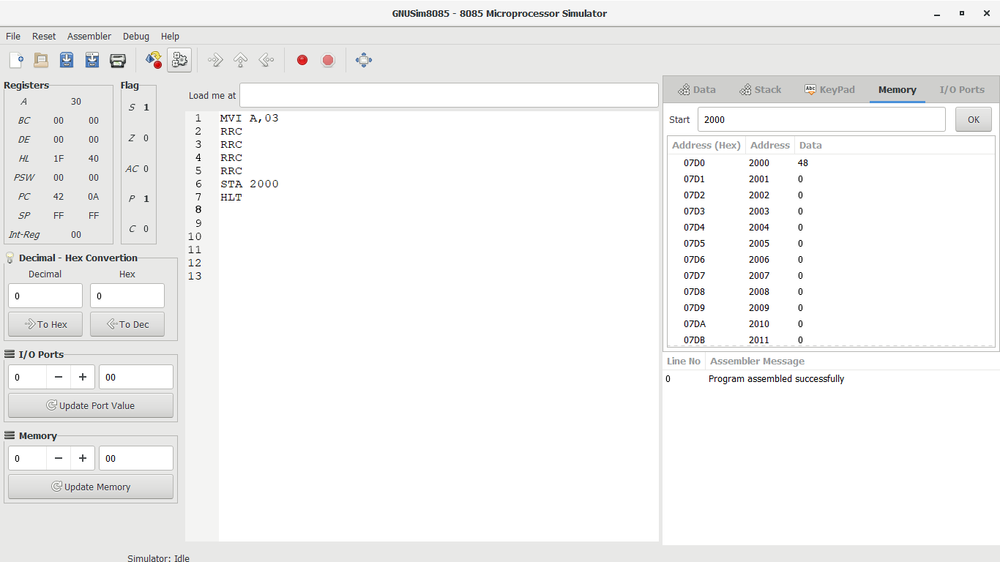 GNUSim8085 - 8085 Microprocessor Simulator
File Reset Assembler Debug Help
Registers
A 30
BC 00 00
DE 00 00
HL 1F 40
PSW 00 00
PC 42 0A
SP FF FF
Int-Reg 00
Flag
S 1
Z 0
AC 0
P 1
C 0
Decimal - Hex Convertion
Decimal Hex
0 0
To Hex To Dec
I/O Ports
0 − + 00
Update Port Value
Memory
0 − + 00
Update Memory
Load me at
1 MVI A,03
2 RRC
3 RRC
4 RRC
5 RRC
6 STA 2000
7 HLT
8
9
10
11
12
13
Data Stack Abc KeyPad Memory I/O Ports
Start 2000 OK
Address (Hex) Address Data
07D0 2000 48
07D1 2001 0
07D2 2002 0
07D3 2003 0
07D4 2004 0
07D5 2005 0
07D6 2006 0
07D7 2007 0
07D8 2008 0
07D9 2009 0
07DA 2010 0
07DB 2011 0
Line No Assembler Message
0 Program assembled successfully
Simulator: Idle